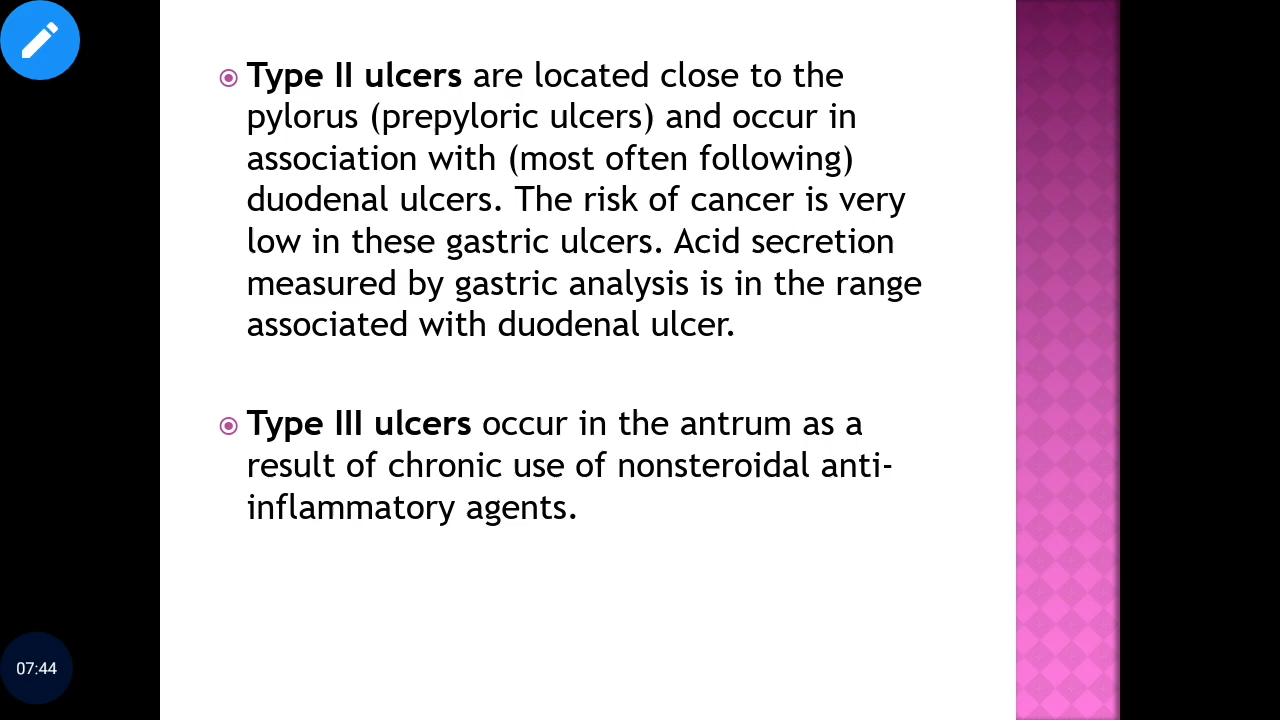 Type II ulcers are located close to the
pylorus (prepyloric ulcers) and occur in
association with (most often following)
duodenal ulcers. The risk of cancer is very
low in these gastric ulcers. Acid secretion
measured by gastric analysis is in the range
associated with duodenal ulcer.
Type III ulcers occur in the antrum as a
result of chronic use of nonsteroidal anti-
inflammatory agents.
07:44